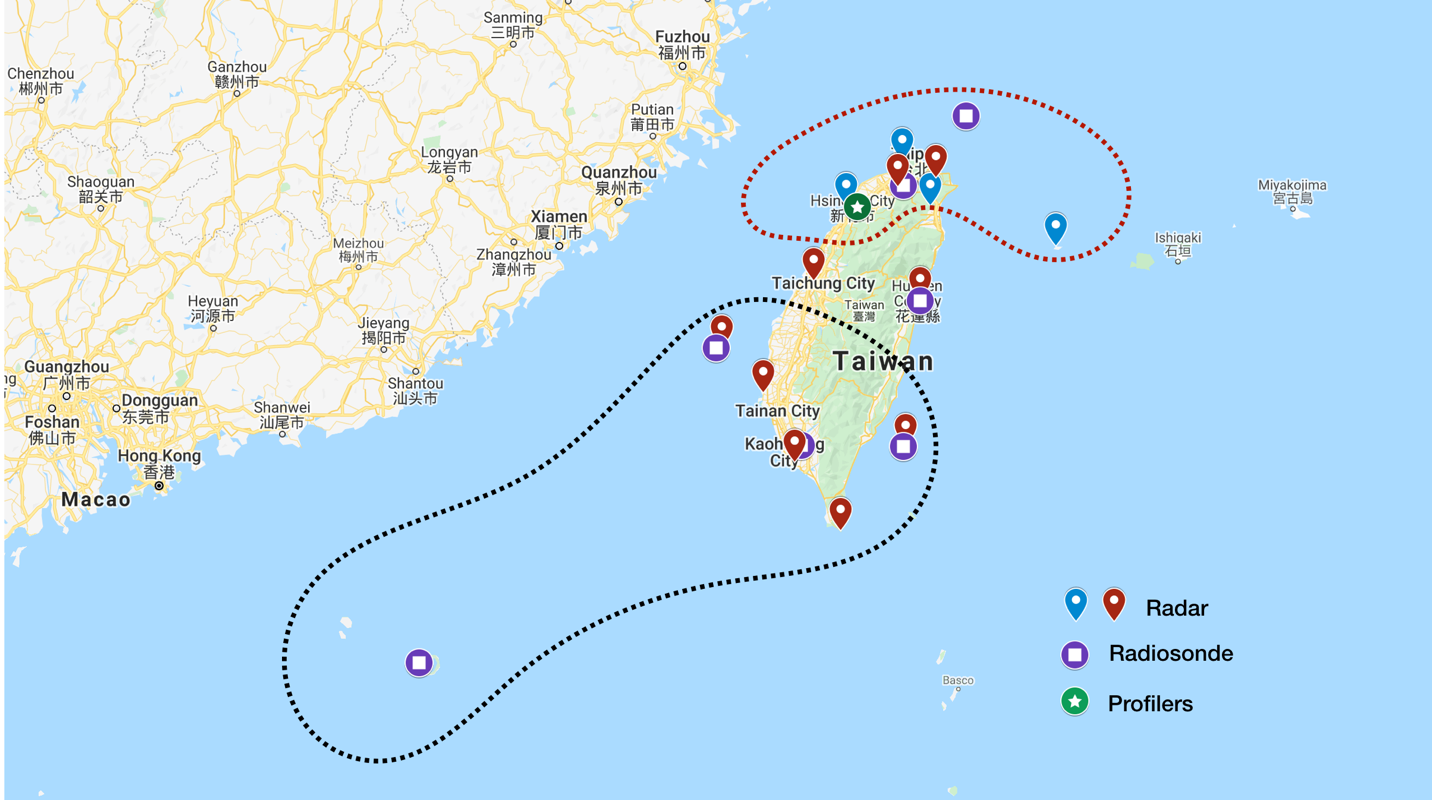 Sanming
三明市
Fuzhou
福州市
Chenzhou
郴州市
Ganzhou
赣州市
Putian
莆田市
Longyan
龙岩市
Quanzhou
泉州市
Shaoguan
韶关市
Xiamen
厦门市
Meizhou
梅州市
Zhangzhou
漳州市
Miyakojima
宮古島
Ishigaki
石垣
City
Taichung City
Taiwan
臺灣
花蓮縣
Heyuan
河源市
Jieyang
揭阳市
Taiwan
Guangzhou
广州市
Shantou
汕头市
Dongguan
东莞市
Shanwei
汕尾市
Foshan
佛山市
Tainan City
Hong Kong
香港
City
Macao
Radar
Radiosonde
Profilers
Basco